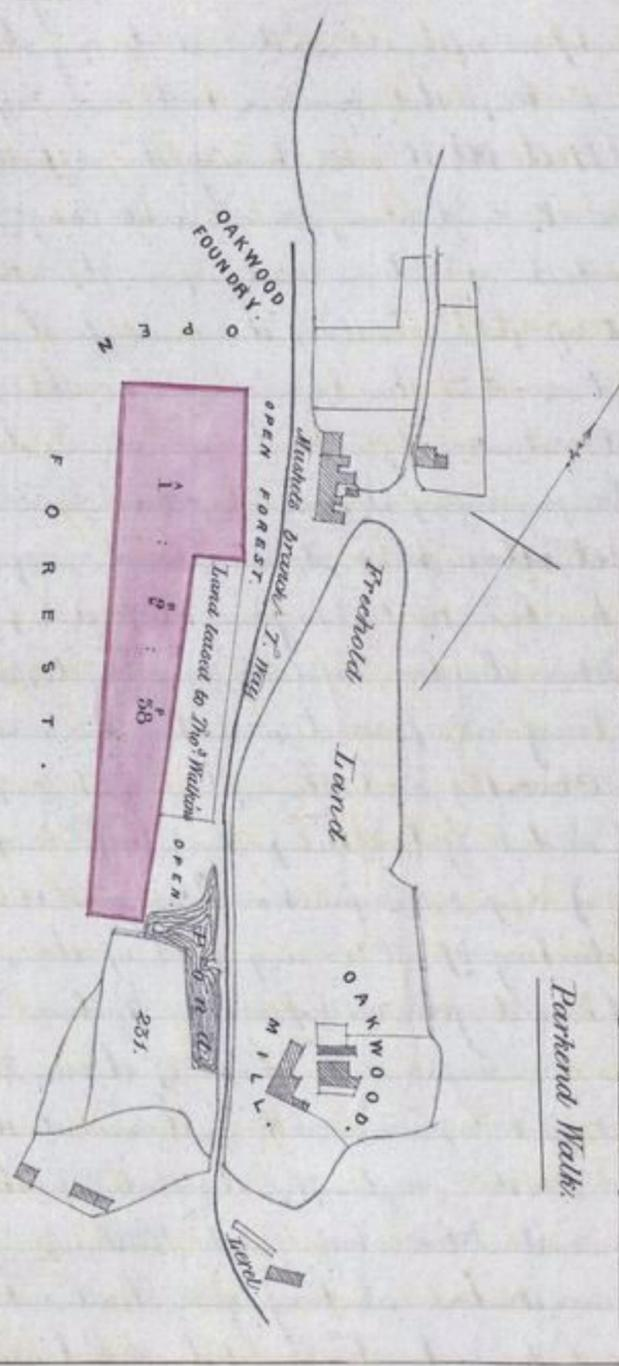 Parkend Walk.
OAKWOOD
FOUNDRY.
OPEN
FOREST.
OPEN FOREST.
Mushets branch T. Way
Freehold
Land
Land leased to Thos. Watkins
A R P
1 : 2 : 38
OPEN.
Pond
231.
OAKWOOD.
MILL.
Level